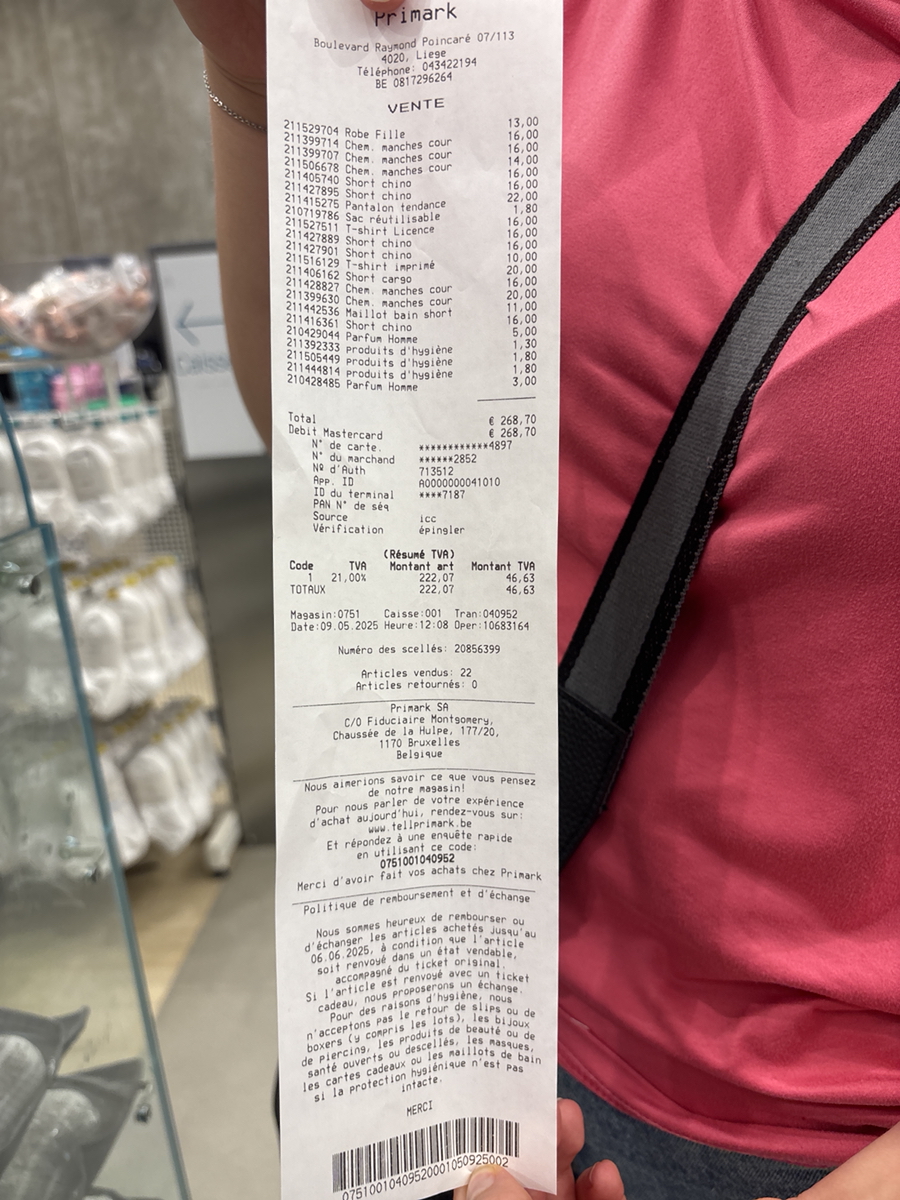 Primark
Boulevard Raymond Poincaré 07/113
4020, Liege
Téléphone: 043422194
BE 0817296264
VENTE
211529704 Robe Fille 13,00
211399714 Chem. manches cour 16,00
211399707 Chem. manches cour 16,00
211506678 Chem. manches cour 14,00
211405740 Short chino 16,00
211427895 Short chino 16,00
211415275 Pantalon tendance 22,00
210719786 Sac réutilisable 1,80
211527511 T-shirt Licence 16,00
211427889 Short chino 16,00
211427901 Short chino 16,00
211516129 T-shirt imprimé 10,00
211406162 Short cargo 20,00
211428827 Chem. manches cour 16,00
211399630 Chem. manches cour 20,00
211442536 Maillot bain short 11,00
211416361 Short chino 16,00
210429044 Parfum Homme 5,00
211392333 produits d'hygiène 1,30
211505449 produits d'hygiène 1,80
211444814 produits d'hygiène 1,80
210428485 Parfum Homme 3,00
Total € 268,70
Debit Mastercard € 268,70
N° de carte. ************4897
N° du marchand ******2852
Nº d'Auth 713512
App. ID A0000000041010
ID du terminal ****7187
PAN N° de séq
Source icc
Vérification épingler
(Résumé TVA)
Code TVA Montant art Montant TVA
1 21,00% 222,07 46,63
TOTAUX 222,07 46,63
Magasin:0751 Caisse:001 Tran:040952
Date:09.05.2025 Heure:12:08 Oper:10683164
Numéro des scellés: 20856399
Articles vendus: 22
Articles retournés: 0
Primark SA
C/O Fiduciaire Montgomery,
Chaussée de la Hulpe, 177/20,
1170 Bruxelles
Belgique
Nous aimerions savoir ce que vous pensez
de notre magasin!
Pour nous parler de votre expérience
d'achat aujourd'hui, rendez-vous sur:
www.tellprimark.be
Et répondez à une enquête rapide
en utilisant ce code:
0751001040952
Merci d'avoir fait vos achats chez Primark
Politique de remboursement et d'échange
Nous sommes heureux de rembourser ou
d'échanger les articles achetés jusqu'au
06.06.2025, à condition que l'article
soit renvoyé dans un état vendable,
accompagné du ticket original.
Si l'article est renvoyé avec un ticket
cadeau, nous proposerons un échange.
Pour des raisons d'hygiène, nous
n'acceptons pas le retour de slips ou de
boxers (y compris les lots), les bijoux
de piercing, les produits de beauté ou de
santé ouverts ou descellés, les masques,
les cartes cadeaux ou les maillots de bain
si la protection hygiénique n'est pas
intacte.
MERCI
0751001040952000​1050925002